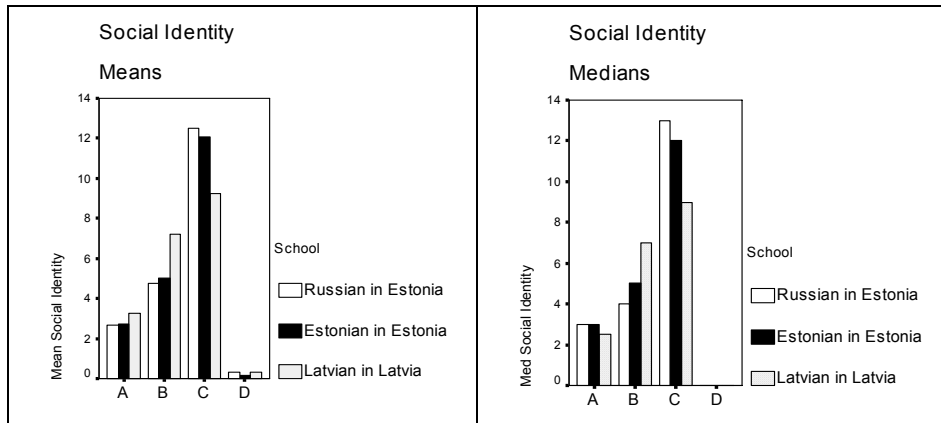 Social Identity
Means
14
12
10
8
6
4
2
0
Mean Social Identity
A B C D
School
Russian in Estonia
Estonian in Estonia
Latvian in Latvia
Social Identity
Medians
14
12
10
8
6
4
2
0
Med Social Identity
A B C D
School
Russian in Estonia
Estonian in Estonia
Latvian in Latvia